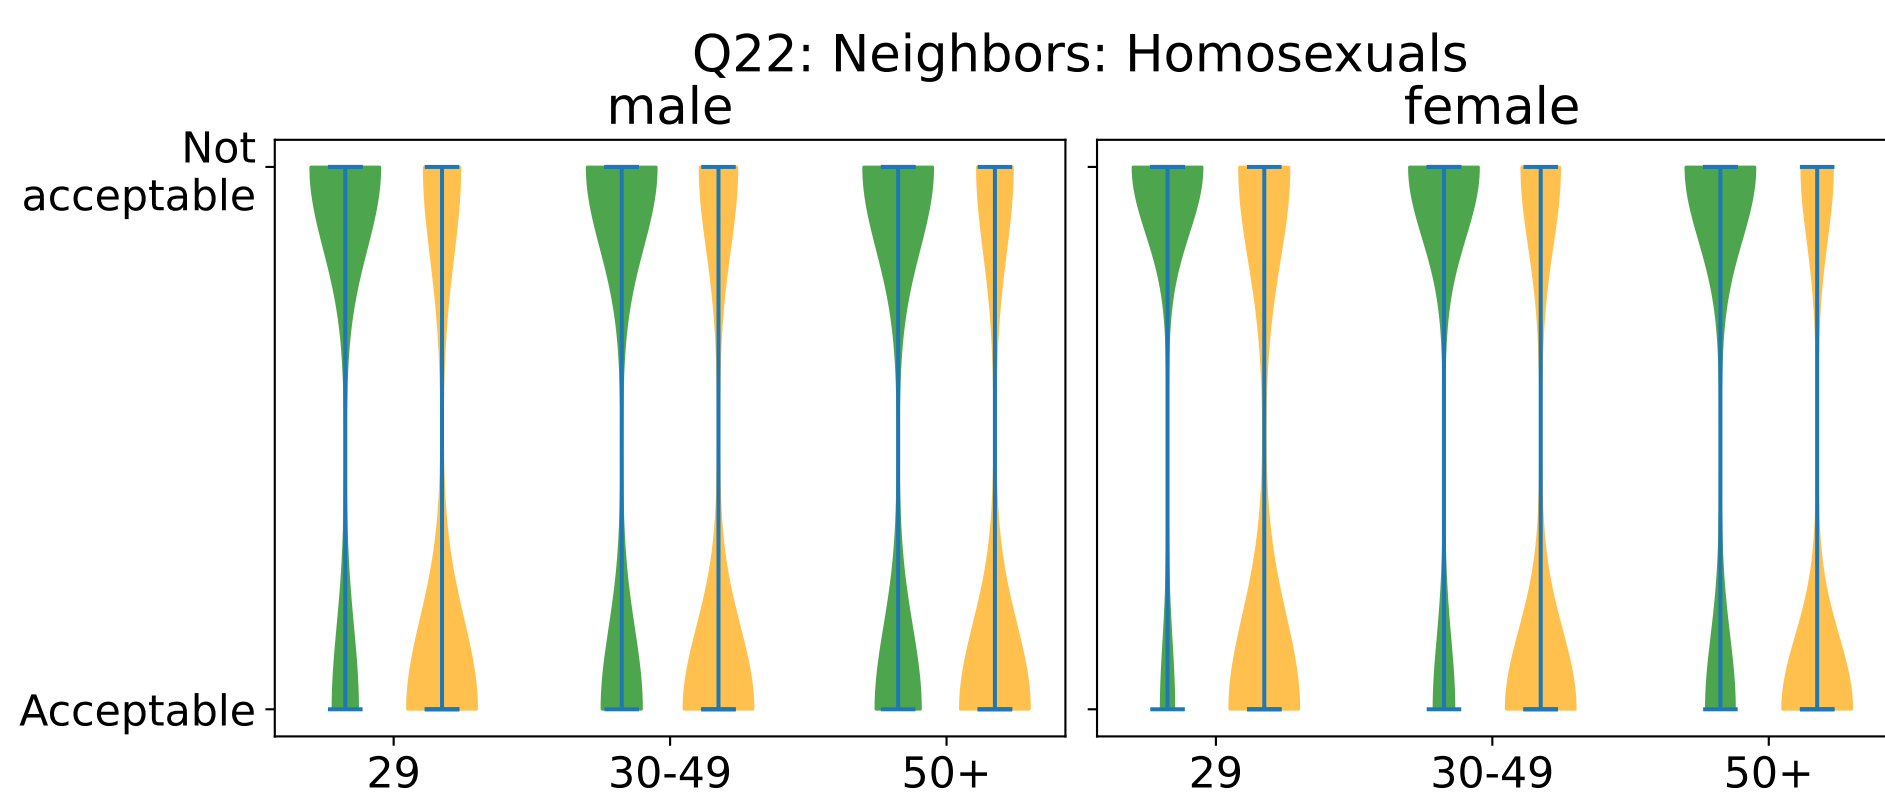 Q22: Neighbors: Homosexuals
male
female
Not
acceptable
Acceptable
29
30-49
50+
29
30-49
50+